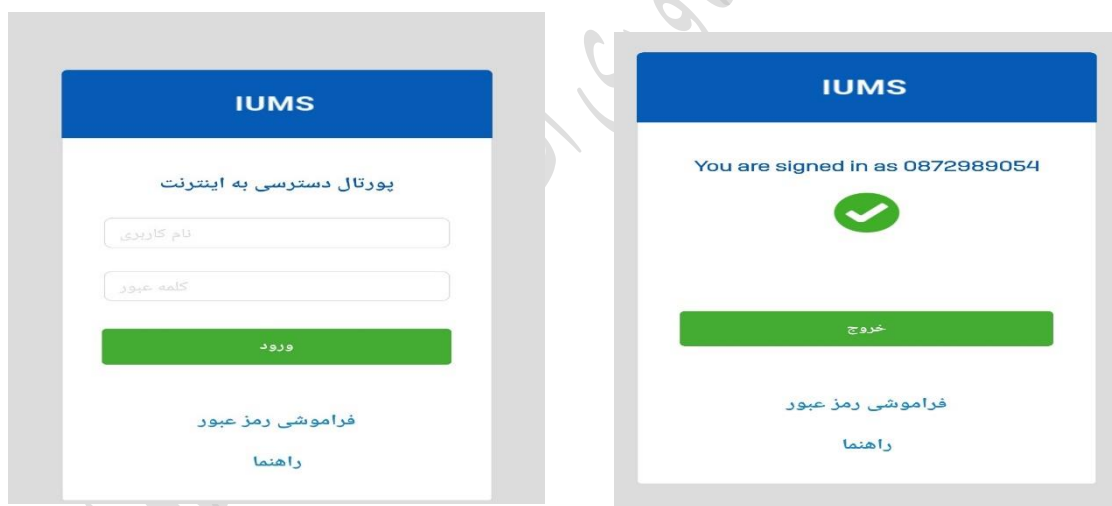 IUMS
پورتال دسترسی به اینترنت
نام کاربری
کلمه عبور
ورود
فراموشی رمز عبور
راهنما
IUMS
You are signed in as 0872989054
خروج
فراموشی رمز عبور
راهنما